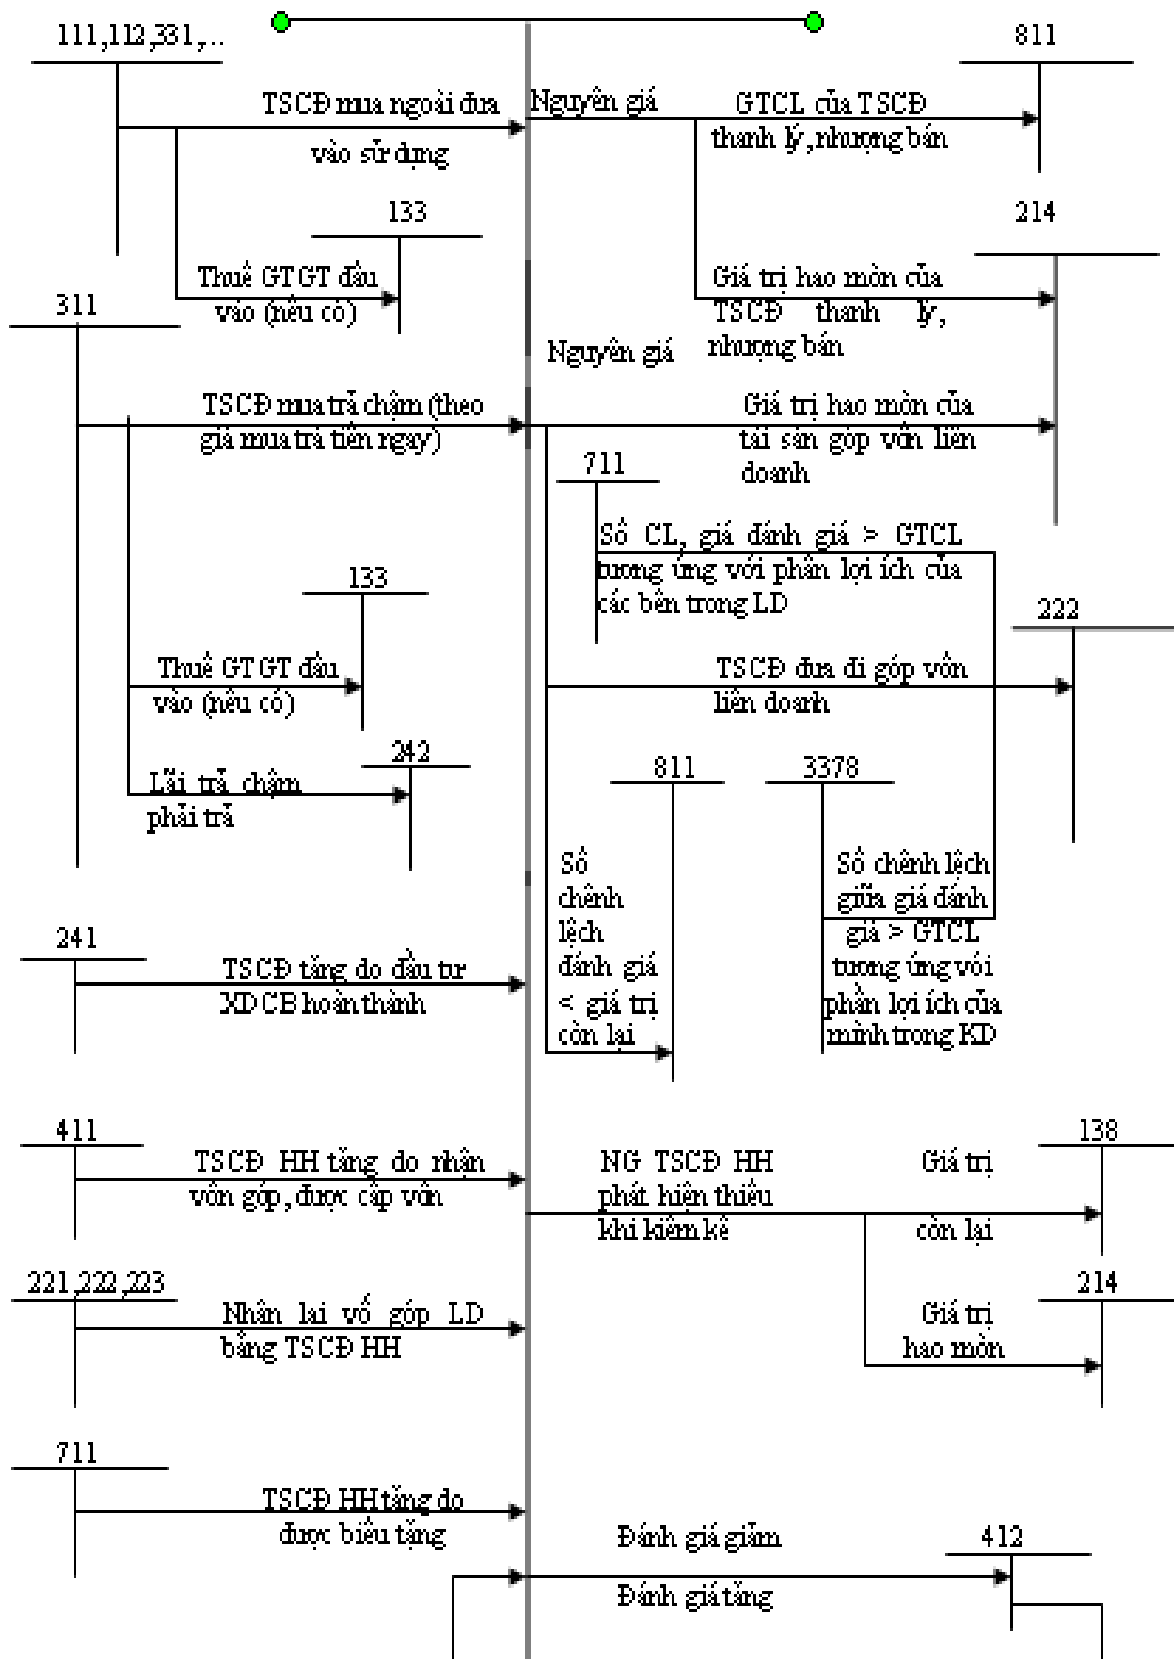 111,112,331,..
811
TSCĐ mua ngoài đưa
vào sử dụng
Nguyên giá
GTCL của TSCĐ
thanh lý,nhượng bán
133
214
Thuế GTGT đầu
vào (nếu có)
Giá trị hao mòn của
TSCĐ thanh lý,
nhượng bán
311
Nguyên giá
TSCĐ mua trả chậm (theo
giá mua trả tiền ngay)
Giá trị hao mòn của
tài sản góp vốn liên
doanh
711
Số CL, giá đánh giá > GTCL
tương ứng với phần lợi ích của
các bên trong LD
133
222
Thuế GTGT đầu
vào (nếu có)
TSCĐ đưa đi góp vốn
liên doanh
242
Lãi trả chậm
phải trả
811
3378
Số
chênh
lệch
đánh giá
< giá trị
còn lại
Số chênh lệch
giữa giá đánh
giá > GTCL
tương ứng với
phần lợi ích của
mình trong KD
241
TSCĐ tăng do đầu tư
XDCB hoàn thành
411
TSCĐ HH tăng do nhận
vốn góp,được cấp vốn
NG TSCĐ HH
phát hiện thiếu
khi kiểm kê
Giá trị
còn lại
138
221,222,223
Nhân lai vố góp LD
bằng TSCĐ HH
214
Giá trị
hao mòn
711
TSCĐ HH tăng do
được biếu tặng
Đánh giá giảm
412
Đánh giá tăng